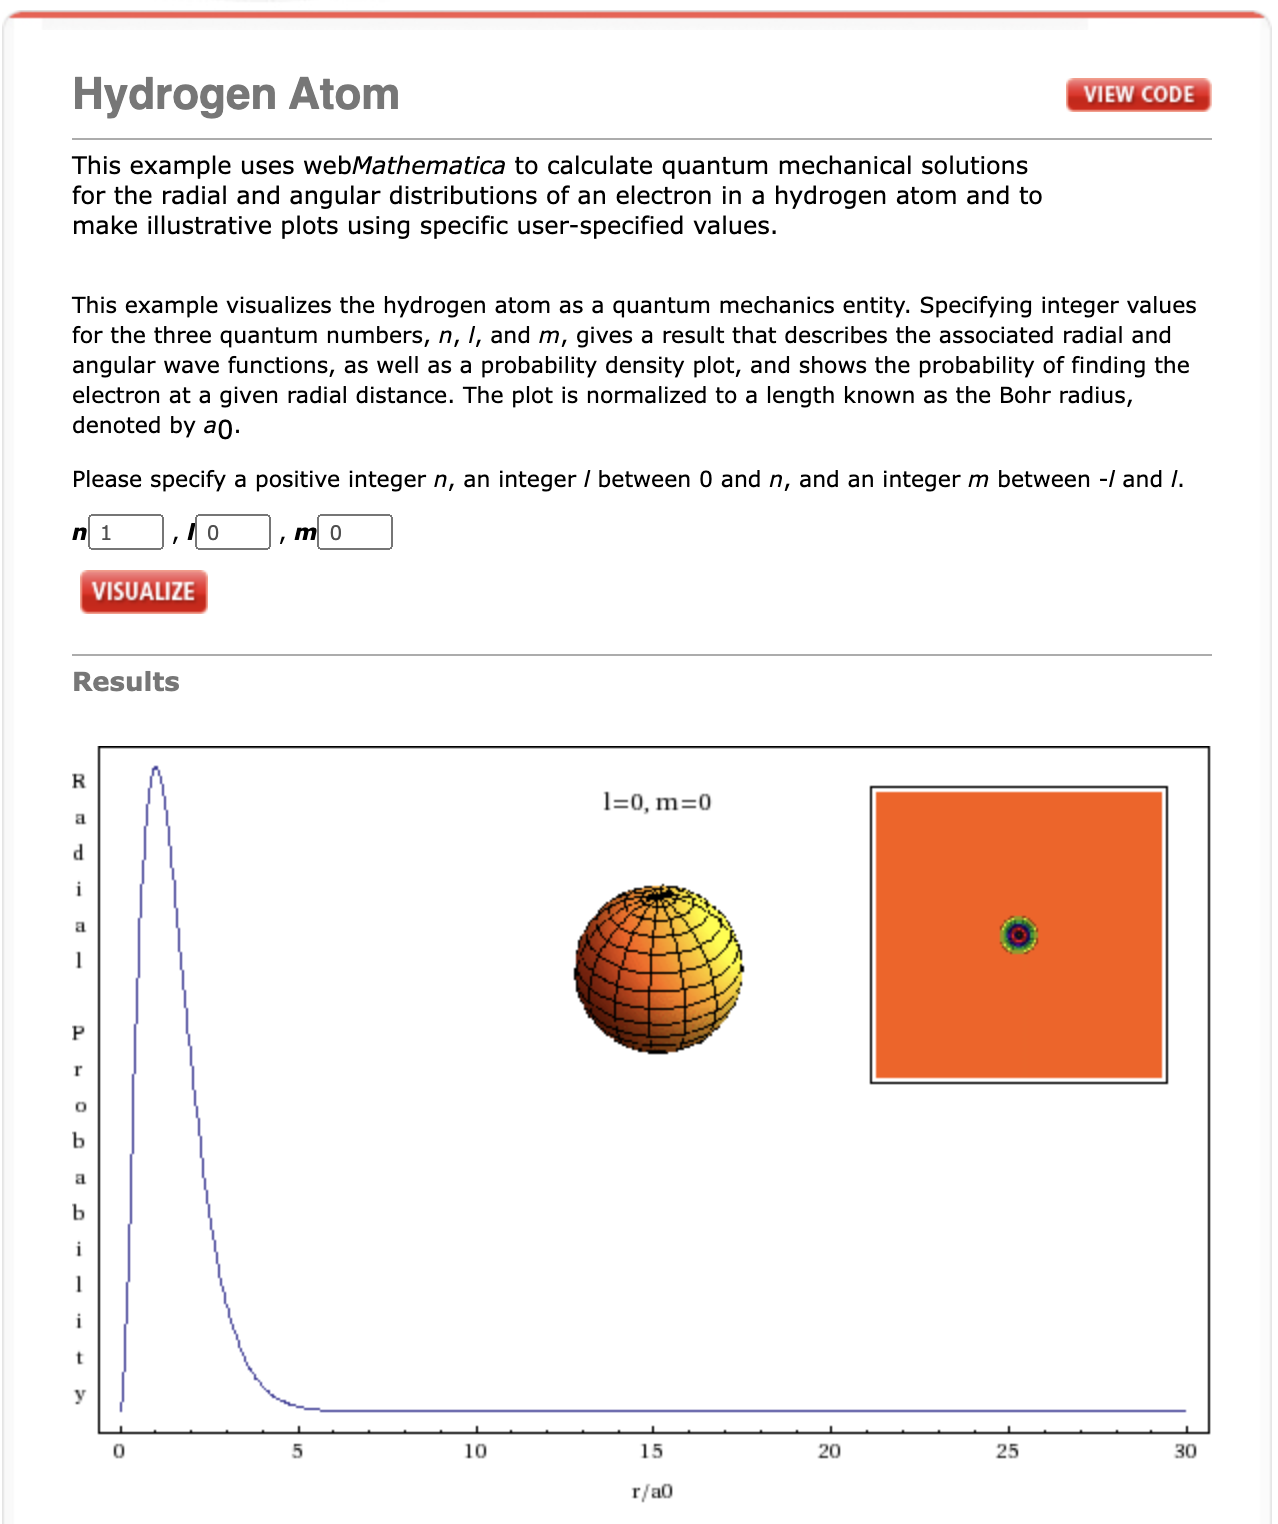 Hydrogen Atom
VIEW CODE
This example uses webMathematica to calculate quantum mechanical solutions
for the radial and angular distributions of an electron in a hydrogen atom and to
make illustrative plots using specific user-specified values.
This example visualizes the hydrogen atom as a quantum mechanics entity. Specifying integer values
for the three quantum numbers, n, l, and m, gives a result that describes the associated radial and
angular wave functions, as well as a probability density plot, and shows the probability of finding the
electron at a given radial distance. The plot is normalized to a length known as the Bohr radius,
denoted by a0.
Please specify a positive integer n, an integer l between 0 and n, and an integer m between -l and l.
n 1 , l 0 , m 0
VISUALIZE
Results
Radial Probability
l=0, m=0
0 5 10 15 20 25 30
r/a0